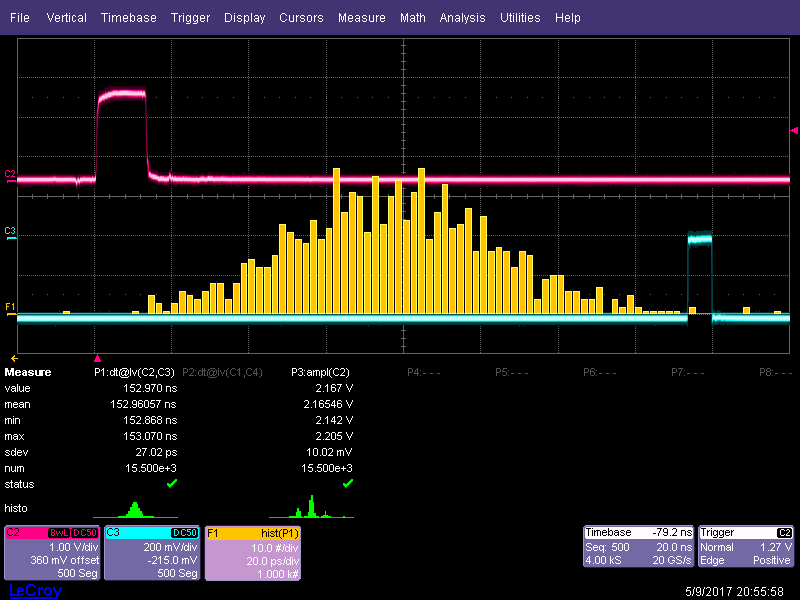 File Vertical Timebase Trigger Display Cursors Measure Math Analysis Utilities Help
C2
C3
F1
Measure P1:dt@lv(C2,C3) P2:dt@lv(C1,C4) P3:ampl(C2) P4:--- P5:--- P6:--- P7:--- P8:---
value 152.970 ns 2.167 V
mean 152.96057 ns 2.16546 V
min 152.868 ns 2.142 V
max 153.070 ns 2.205 V
sdev 27.02 ps 10.02 mV
num 15.500e+3 15.500e+3
status
histo
C2 BwL DC50 C3 DC50 F1 hist(P1) Timebase -79.2 ns Trigger C2
1.00 V/div 200 mV/div 10.0 #/div Seq: 500 20.0 ns Normal 1.27 V
360 mV offset -215.0 mV 20.0 ps/div 4.00 kS 20 GS/s Edge Positive
500 Seg 500 Seg 1.000 k#
LeCroy 5/9/2017 20:55:58